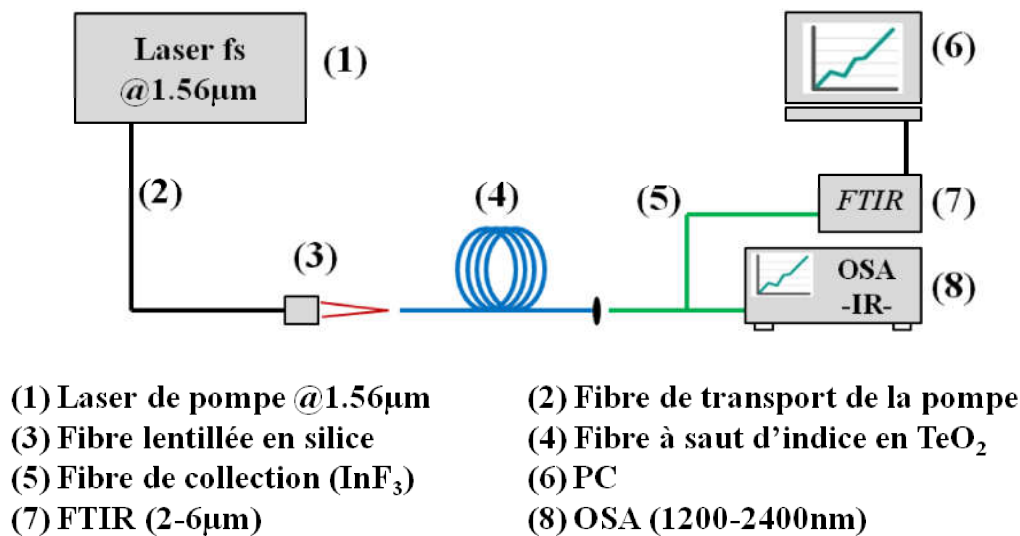 Laser fs
@1.56µm
(1)
(6)
(2)
(4)
(5)
FTIR
(7)
(3)
OSA
-IR-
(8)
(1) Laser de pompe @1.56µm
(2) Fibre de transport de la pompe
(3) Fibre lentillée en silice
(4) Fibre à saut d'indice en TeO₂
(5) Fibre de collection (InF₃)
(6) PC
(7) FTIR (2-6µm)
(8) OSA (1200-2400nm)